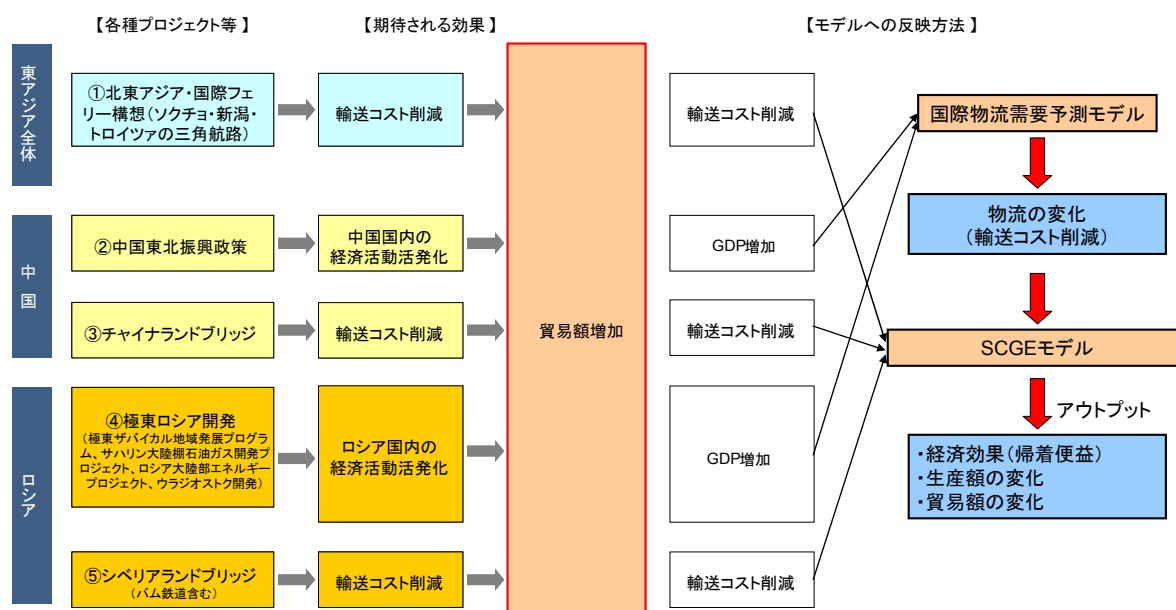 【各種プロジェクト等 】
【期待される効果】
【モデルへの反映方法】
東アジア全体
①北東アジア・国際フェ
リー構想(ソクチョ・新潟・
トロイツァの三角航路)
輸送コスト削減
輸送コスト削減
国際物流需要予測モデル
中国
②中国東北振興政策
中国国内の
経済活動活発化
GDP増加
物流の変化
(輸送コスト削減)
③チャイナランドブリッジ
輸送コスト削減
貿易額増加
輸送コスト削減
SCGEモデル
ロシア
④極東ロシア開発
(極東ザバイカル地域発展プログラ
ム、サハリン大陸棚石油ガス開発プ
ロジェクト、ロシア大陸部エネルギー
プロジェクト、ウラジオストク開発)
ロシア国内の
経済活動活発化
GDP増加
アウトプット
・経済効果(帰着便益)
・生産額の変化
・貿易額の変化
⑤シベリアランドブリッジ
(バム鉄道含む)
輸送コスト削減
輸送コスト削減